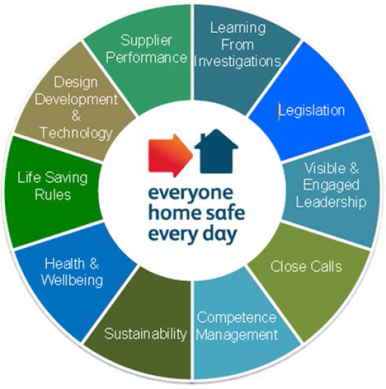 Supplier
Performance
Learning
From
Investigations
Legislation
Visible &
Engaged
Leadership
Close Calls
Competence
Management
Sustainability
Health &
Wellbeing
Life Saving
Rules
Design
Development
&
Technology
everyone
home safe
every day